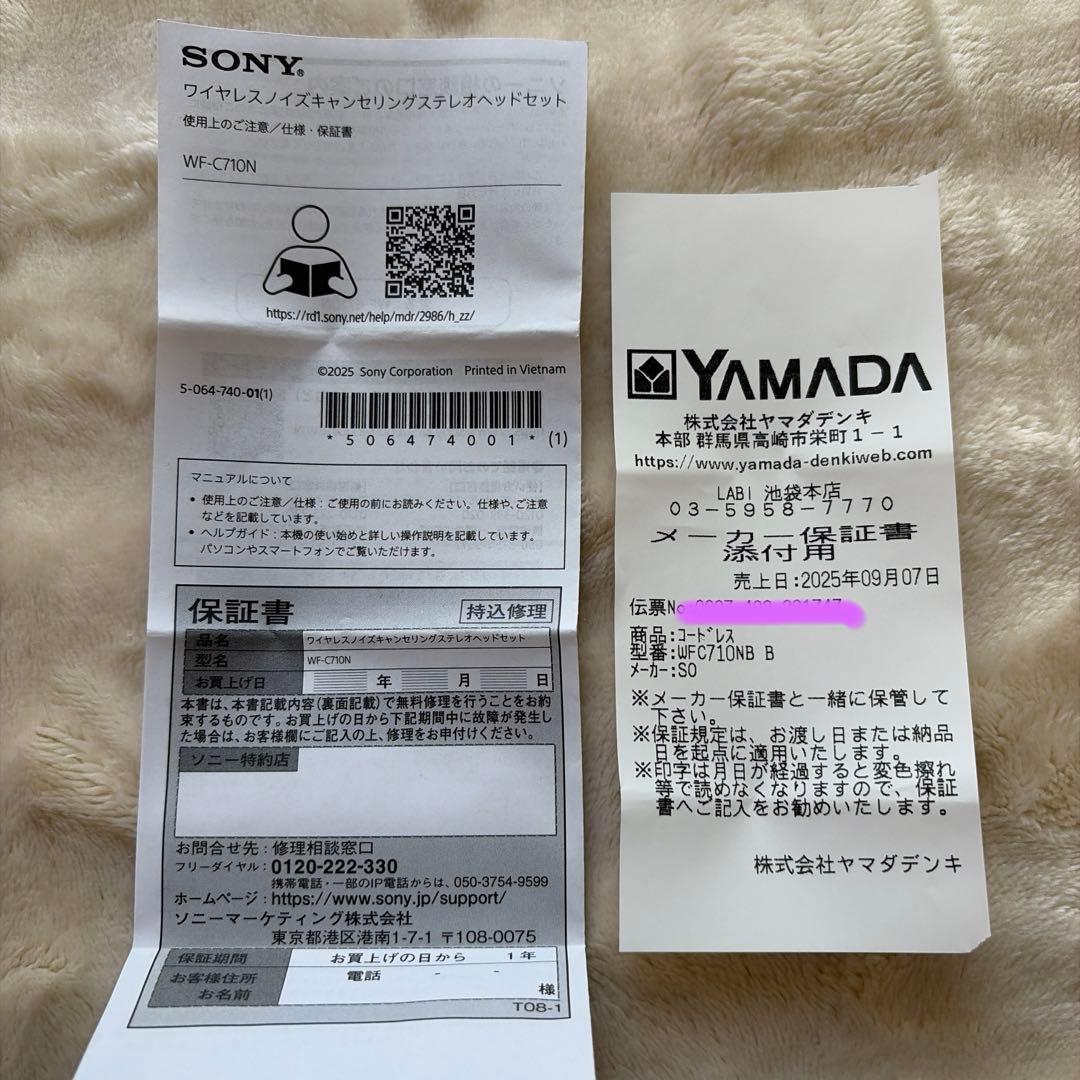 SONY®
ワイヤレスノイズキャンセリングステレオヘッドセット
使用上のご注意／仕様・保証書
WF-C710N
https://rd1.sony.net/help/mdr/2986/h_zz/
©2025 Sony Corporation Printed in Vietnam
5-064-740-01(1)
*506474001*(1)
マニュアルについて
• 使用上のご注意／仕様：ご使用の前にお読みください。仕様や、ご注意
などを記載しています。
• ヘルプガイド：本機の使い始めと詳しい操作説明を記載しています。
パソコンやスマートフォンでご覧いただけます。
保証書 持込修理
品名 ワイヤレスノイズキャンセリングステレオヘッドセット
型名 WF-C710N
お買上げ日 年 月 日
本書は、本書記載内容（裏面記載）で無料修理を行うことをお約
束するものです。お買上げの日から下記期間中に故障が発生し
た場合は、お客様欄にご記入の上、修理をお申付けください。
ソニー特約店
お問合せ先：修理相談窓口
フリーダイヤル：0120-222-330
携帯電話・一部のIP電話からは、050-3754-9599
ホームページ：https://www.sony.jp/support/
ソニーマーケティング株式会社
東京都港区港南1-7-1 〒108-0075
保証期間 お買上げの日から 1年
お客様住所 電話 - -
お名前 様
T08-1
YAMADA
株式会社ヤマダデンキ
本部 群馬県高崎市栄町1－1
https://www.yamada-denkiweb.com
LABI 池袋本店
03-5958-7770
メーカー保証書
添付用
売上日:2025年09月07日
伝票No
商品:ｺｰﾄﾞﾚｽ
型番:WFC710NB B
ﾒｰｶｰ:SO
※メーカー保証書と一緒に保管して
下さい。
※保証規定は、お渡し日または納品
日を起点に適用いたします。
※印字は月日が経過すると変色擦れ
等で読めなくなりますので、保証
書へご記入をお勧めいたします。
株式会社ヤマダデンキ